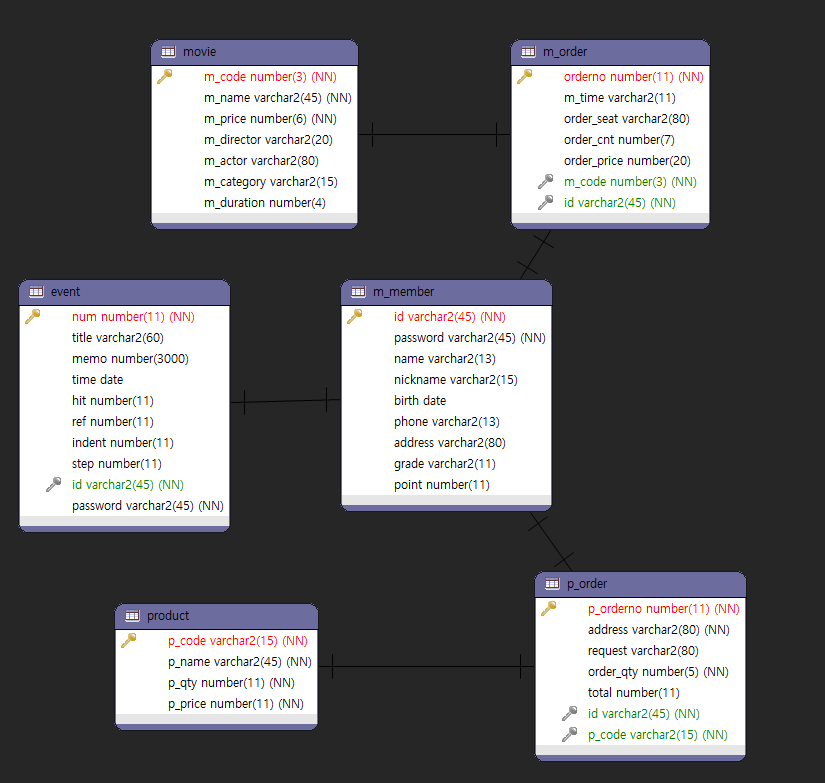 movie
m_code number(3) (NN)
m_name varchar2(45) (NN)
m_price number(6) (NN)
m_director varchar2(20)
m_actor varchar2(80)
m_category varchar2(15)
m_duration number(4)
m_order
orderno number(11) (NN)
m_time varchar2(11)
order_seat varchar2(80)
order_cnt number(7)
order_price number(20)
m_code number(3) (NN)
id varchar2(45) (NN)
event
num number(11) (NN)
title varchar2(60)
memo number(3000)
time date
hit number(11)
ref number(11)
indent number(11)
step number(11)
id varchar2(45) (NN)
password varchar2(45) (NN)
m_member
id varchar2(45) (NN)
password varchar2(45) (NN)
name varchar2(13)
nickname varchar2(15)
birth date
phone varchar2(13)
address varchar2(80)
grade varchar2(11)
point number(11)
product
p_code varchar2(15) (NN)
p_name varchar2(45) (NN)
p_qty number(11) (NN)
p_price number(11) (NN)
p_order
p_orderno number(11) (NN)
address varchar2(80) (NN)
request varchar2(80)
order_qty number(5) (NN)
total number(11)
id varchar2(45) (NN)
p_code varchar2(15) (NN)